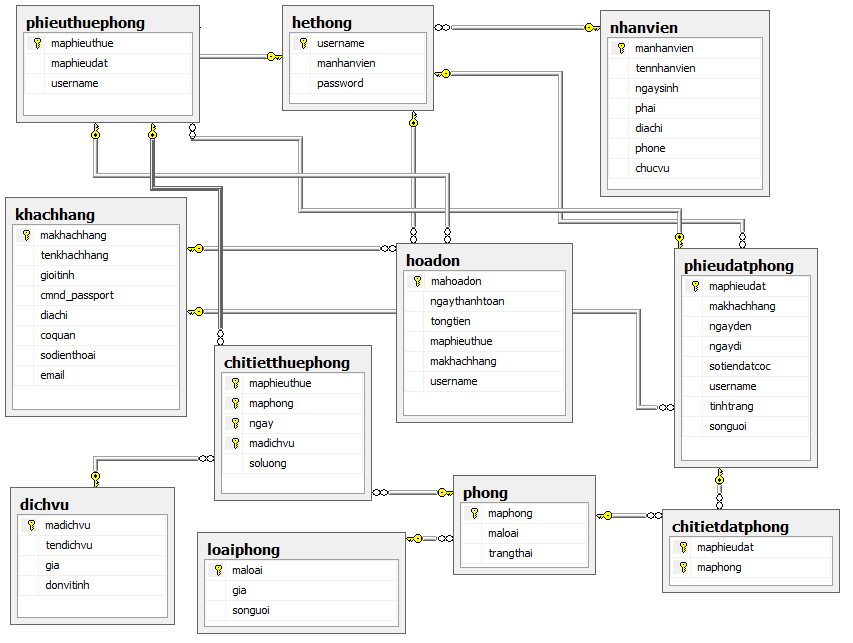 phieuthuephong
maphieuthue
maphieudat
username
hethong
username
manhanvien
password
nhanvien
manhanvien
tennhanvien
ngaysinh
phai
diachi
phone
chucvu
khachhang
makhachhang
tenkhachhang
gioitinh
cmnd_passport
diachi
coquan
sodienthoai
email
hoadon
mahoadon
ngaythanhtoan
tongtien
maphieuthue
makhachhang
username
phieudatphong
maphieudat
makhachhang
ngayden
ngaydi
sotiendatcoc
username
tinhtrang
songuoi
chitietthuephong
maphieuthue
maphong
ngay
madichvu
soluong
dichvu
madichvu
tendichvu
gia
donvitinh
loaiphong
maloai
gia
songuoi
phong
maphong
maloai
trangthai
chitietdatphong
maphieudat
maphong